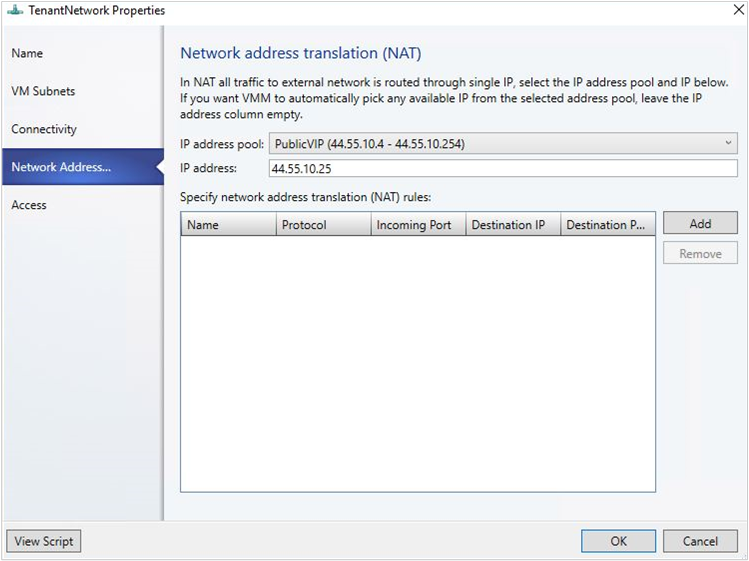 TenantNetwork Properties
Name
VM Subnets
Connectivity
Network Address...
Access
Network address translation (NAT)
In NAT all traffic to external network is routed through single IP, select the IP address pool and IP below.
If you want VMM to automatically pick any available IP from the selected address pool, leave the IP
address column empty.
IP address pool: PublicVIP (44.55.10.4 - 44.55.10.254)
IP address: 44.55.10.25
Specify network address translation (NAT) rules:
Name Protocol Incoming Port Destination IP Destination P...
Add
Remove
View Script
OK
Cancel